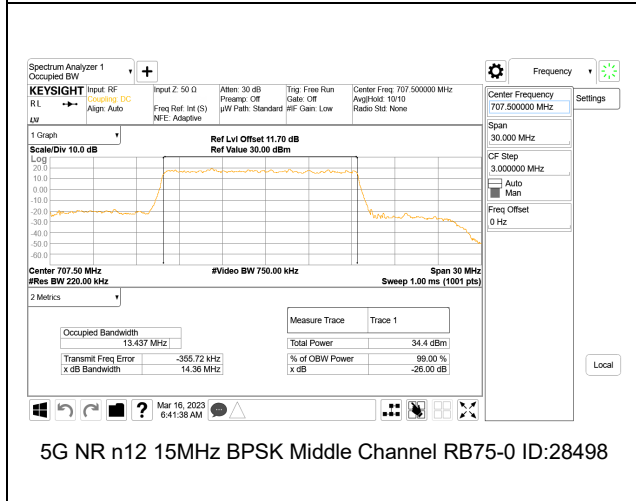 Spectrum Analyzer 1
Occupied BW
▼
+
Frequency
▼
KEYSIGHT
RL
Input: RF
Coupling: DC
Align: Auto
Input Z: 50 Ω
Freq Ref: Int (S)
NFE: Adaptive
Atten: 30 dB
Preamp: Off
µW Path: Standard
Trig: Free Run
Gate: Off
#IF Gain: Low
Center Freq: 707.500000 MHz
Avg|Hold: 10/10
Radio Std: None
LXI
1 Graph
▼
Scale/Div 10.0 dB
Ref Lvl Offset 11.70 dB
Ref Value 30.00 dBm
Log
20.0
10.0
0.00
-10.0
-20.0
-30.0
-40.0
-50.0
-60.0
Center 707.50 MHz
#Res BW 220.00 kHz
#Video BW 750.00 kHz
Span 30 MHz
Sweep 1.00 ms (1001 pts)
2 Metrics
▼
Occupied Bandwidth
13.437 MHz
Transmit Freq Error -355.72 kHz
x dB Bandwidth 14.36 MHz
Measure Trace Trace 1
Total Power 34.4 dBm
% of OBW Power 99.00 %
x dB -26.00 dB
Center Frequency
707.500000 MHz
Settings
Span
30.000 MHz
CF Step
3.000000 MHz
Auto
Man
Freq Offset
0 Hz
Local
?
Mar 16, 2023
6:41:38 AM
5G NR n12 15MHz BPSK Middle Channel RB75-0 ID:28498